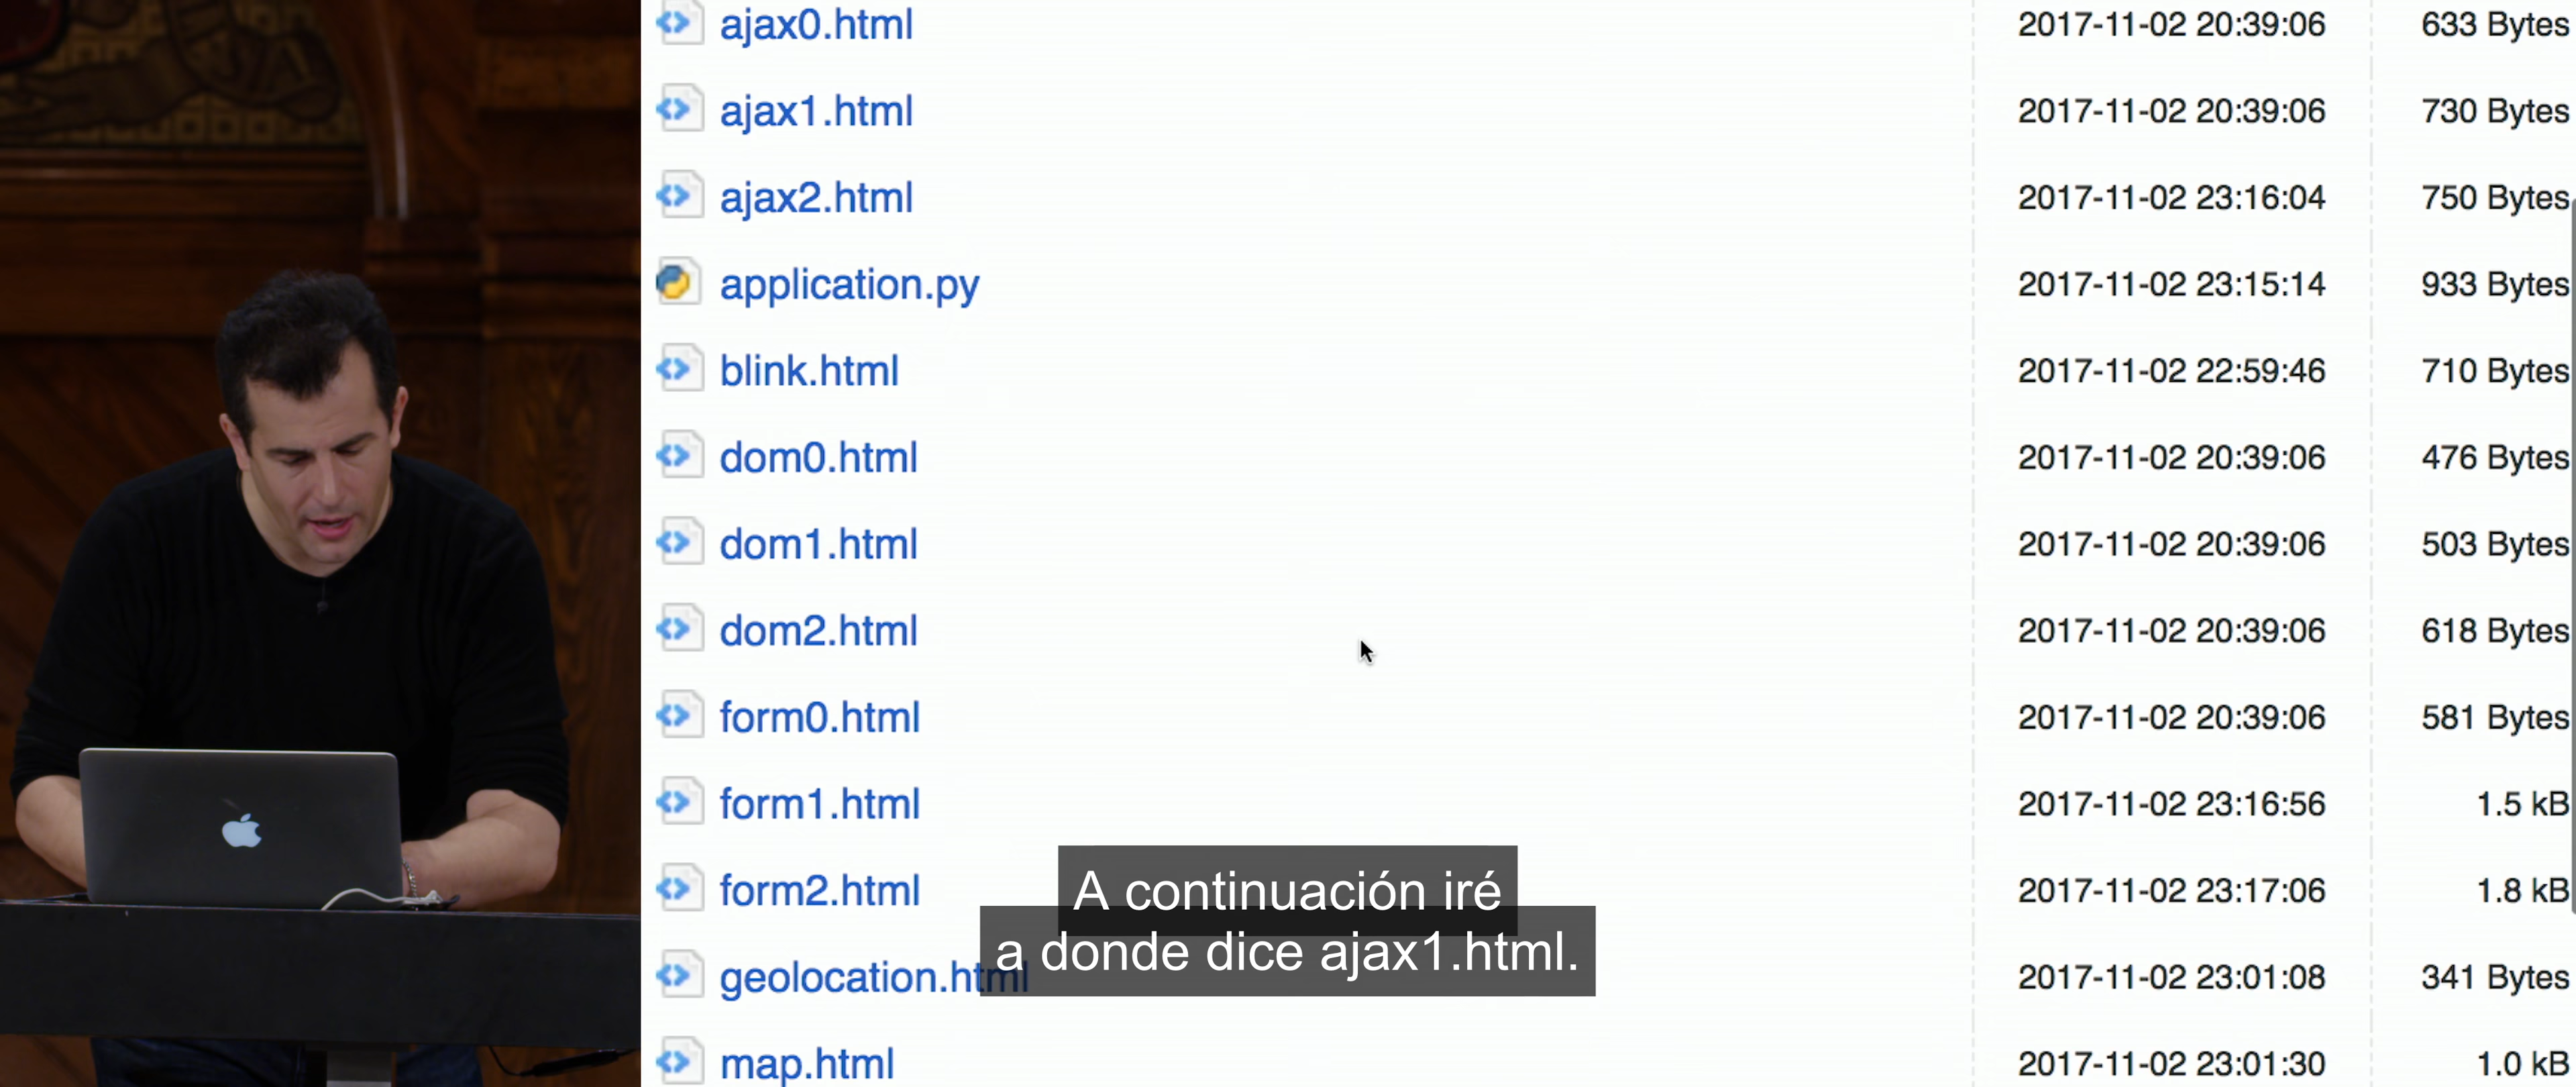 ajax0.html 2017-11-02 20:39:06 633 Bytes
ajax1.html 2017-11-02 20:39:06 730 Bytes
ajax2.html 2017-11-02 23:16:04 750 Bytes
application.py 2017-11-02 23:15:14 933 Bytes
blink.html 2017-11-02 22:59:46 710 Bytes
dom0.html 2017-11-02 20:39:06 476 Bytes
dom1.html 2017-11-02 20:39:06 503 Bytes
dom2.html 2017-11-02 20:39:06 618 Bytes
form0.html 2017-11-02 20:39:06 581 Bytes
form1.html 2017-11-02 23:16:56 1.5 kB
form2.html 2017-11-02 23:17:06 1.8 kB
geolocation.html 2017-11-02 23:01:08 341 Bytes
map.html 2017-11-02 23:01:30 1.0 kB
A continuación iré
a donde dice ajax1.html.